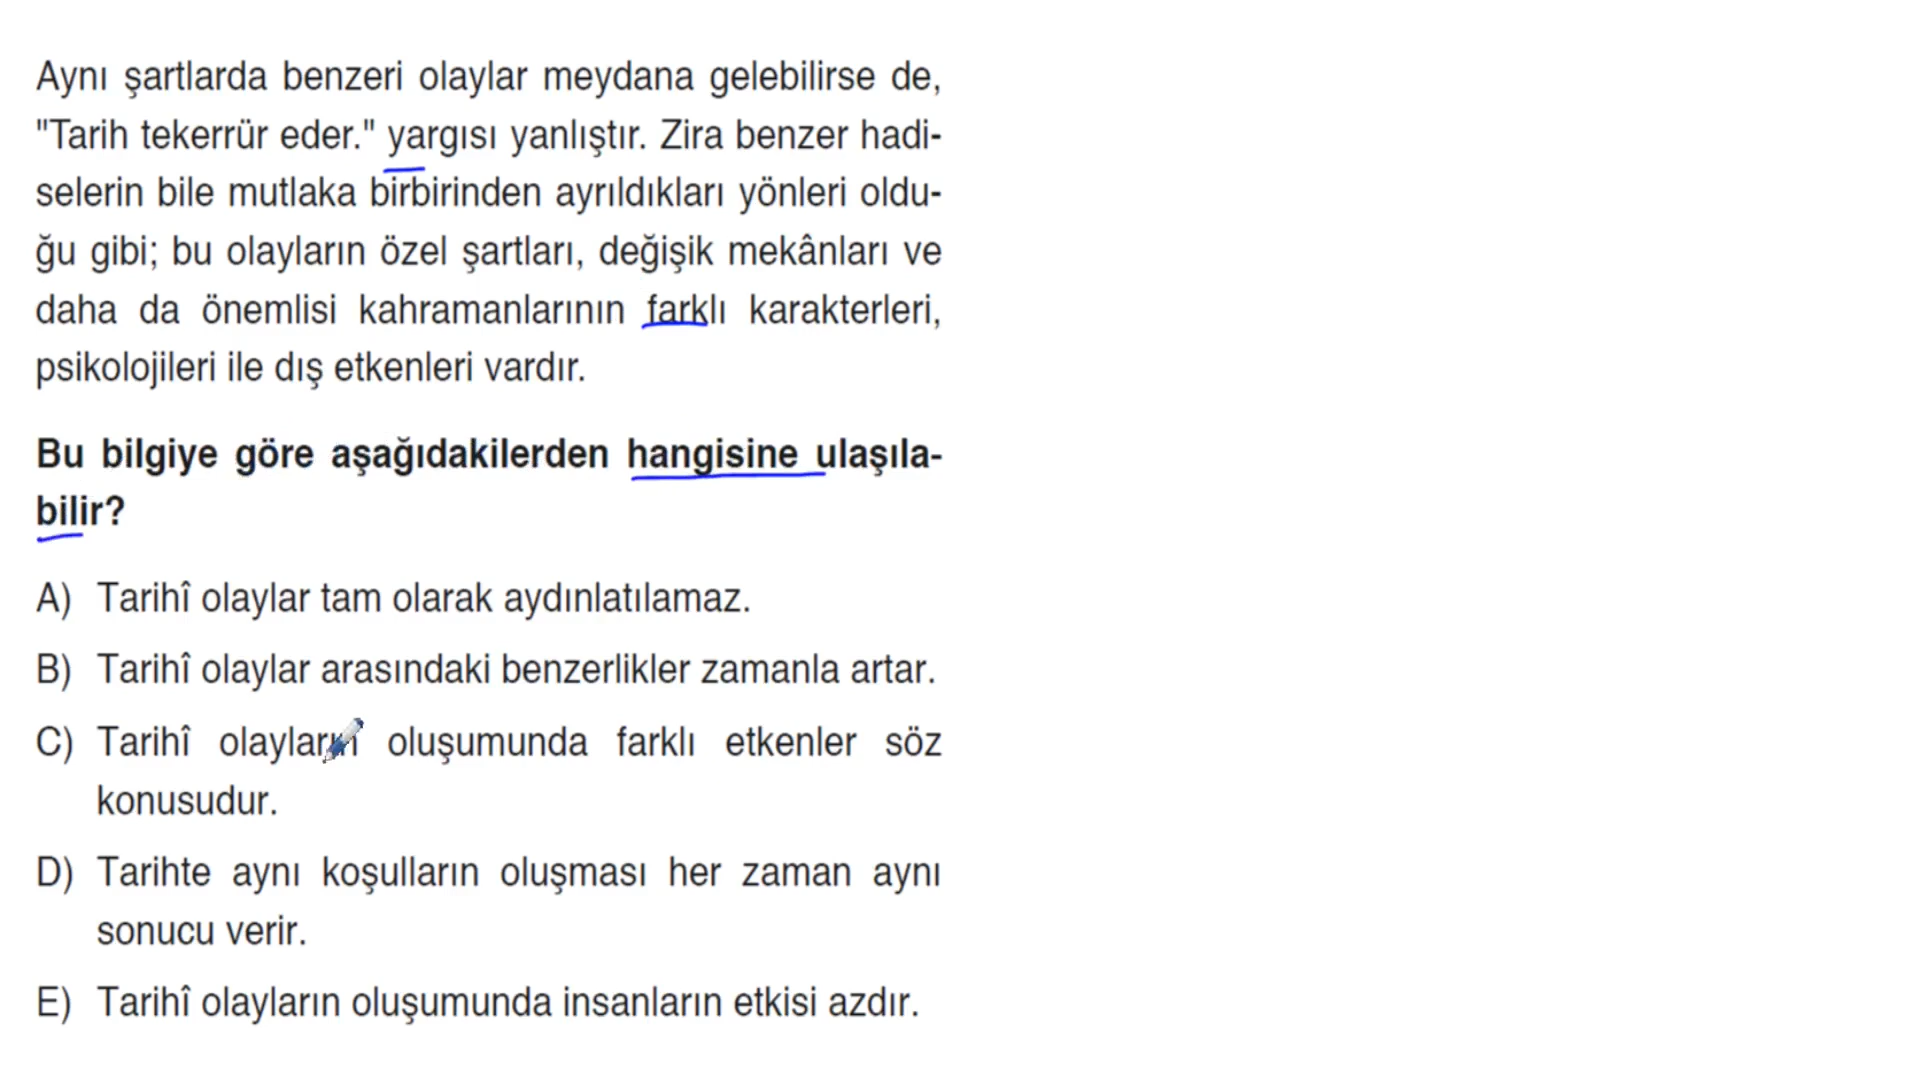 Aynı şartlarda benzeri olaylar meydana gelebilirse de,
"Tarih tekerrür eder." yargısı yanlıştır. Zira benzer hadi-
selerin bile mutlaka birbirinden ayrıldıkları yönleri oldu-
ğu gibi; bu olayların özel şartları, değişik mekânları ve
daha da önemlisi kahramanlarının farklı karakterleri,
psikolojileri ile dış etkenleri vardır.
Bu bilgiye göre aşağıdakilerden hangisine ulaşıla-
bilir?
A) Tarihî olaylar tam olarak aydınlatılamaz.
B) Tarihî olaylar arasındaki benzerlikler zamanla artar.
C) Tarihî olayların oluşumunda farklı etkenler söz
konusudur.
D) Tarihte aynı koşulların oluşması her zaman aynı
sonucu verir.
E) Tarihî olayların oluşumunda insanların etkisi azdır.